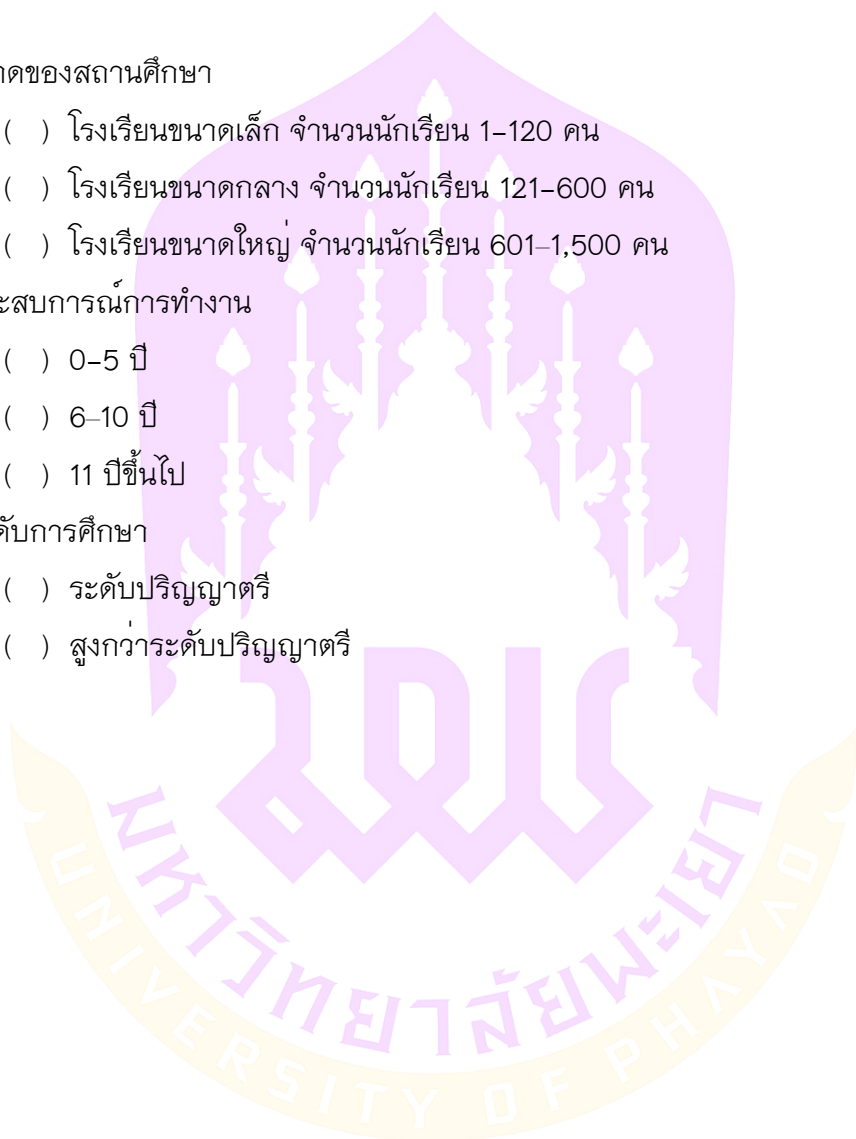 าดของสถานศึกษา
( ) โรงเรียนขนาดเล็ก จำนวนนักเรียน 1–120 คน
( ) โรงเรียนขนาดกลาง จำนวนนักเรียน 121–600 คน
( ) โรงเรียนขนาดใหญ่ จำนวนนักเรียน 601–1,500 คน
ะสบการณ์การทำงาน
( ) 0–5 ปี
( ) 6–10 ปี
( ) 11 ปีขึ้นไป
ดับการศึกษา
( ) ระดับปริญญาตรี
( ) สูงกว่าระดับปริญญาตรี
มหาวิทยาลัยพะเยา
UNIVERSITY OF PHAYAO